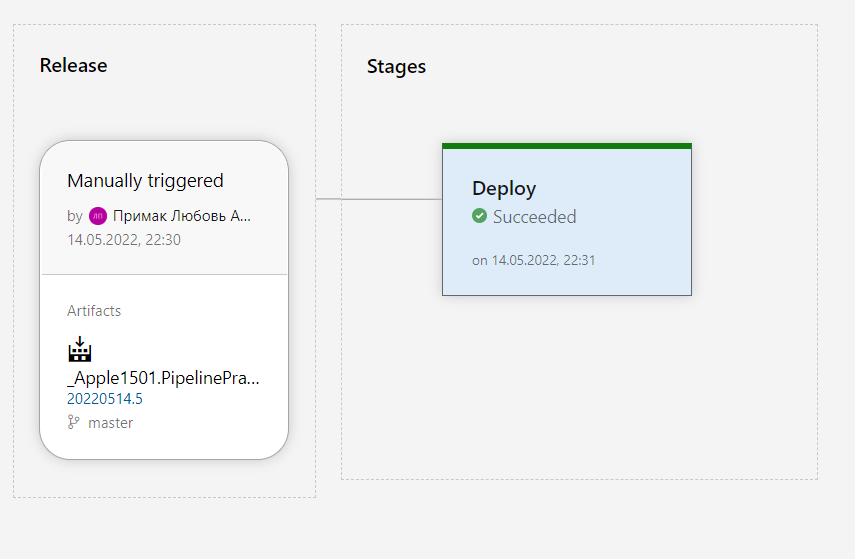 Release
Manually triggered
by ЛП Примак Любовь А...
14.05.2022, 22:30
Artifacts
_Apple1501.PipelinePra...
20220514.5
master
Stages
Deploy
Succeeded
on 14.05.2022, 22:31